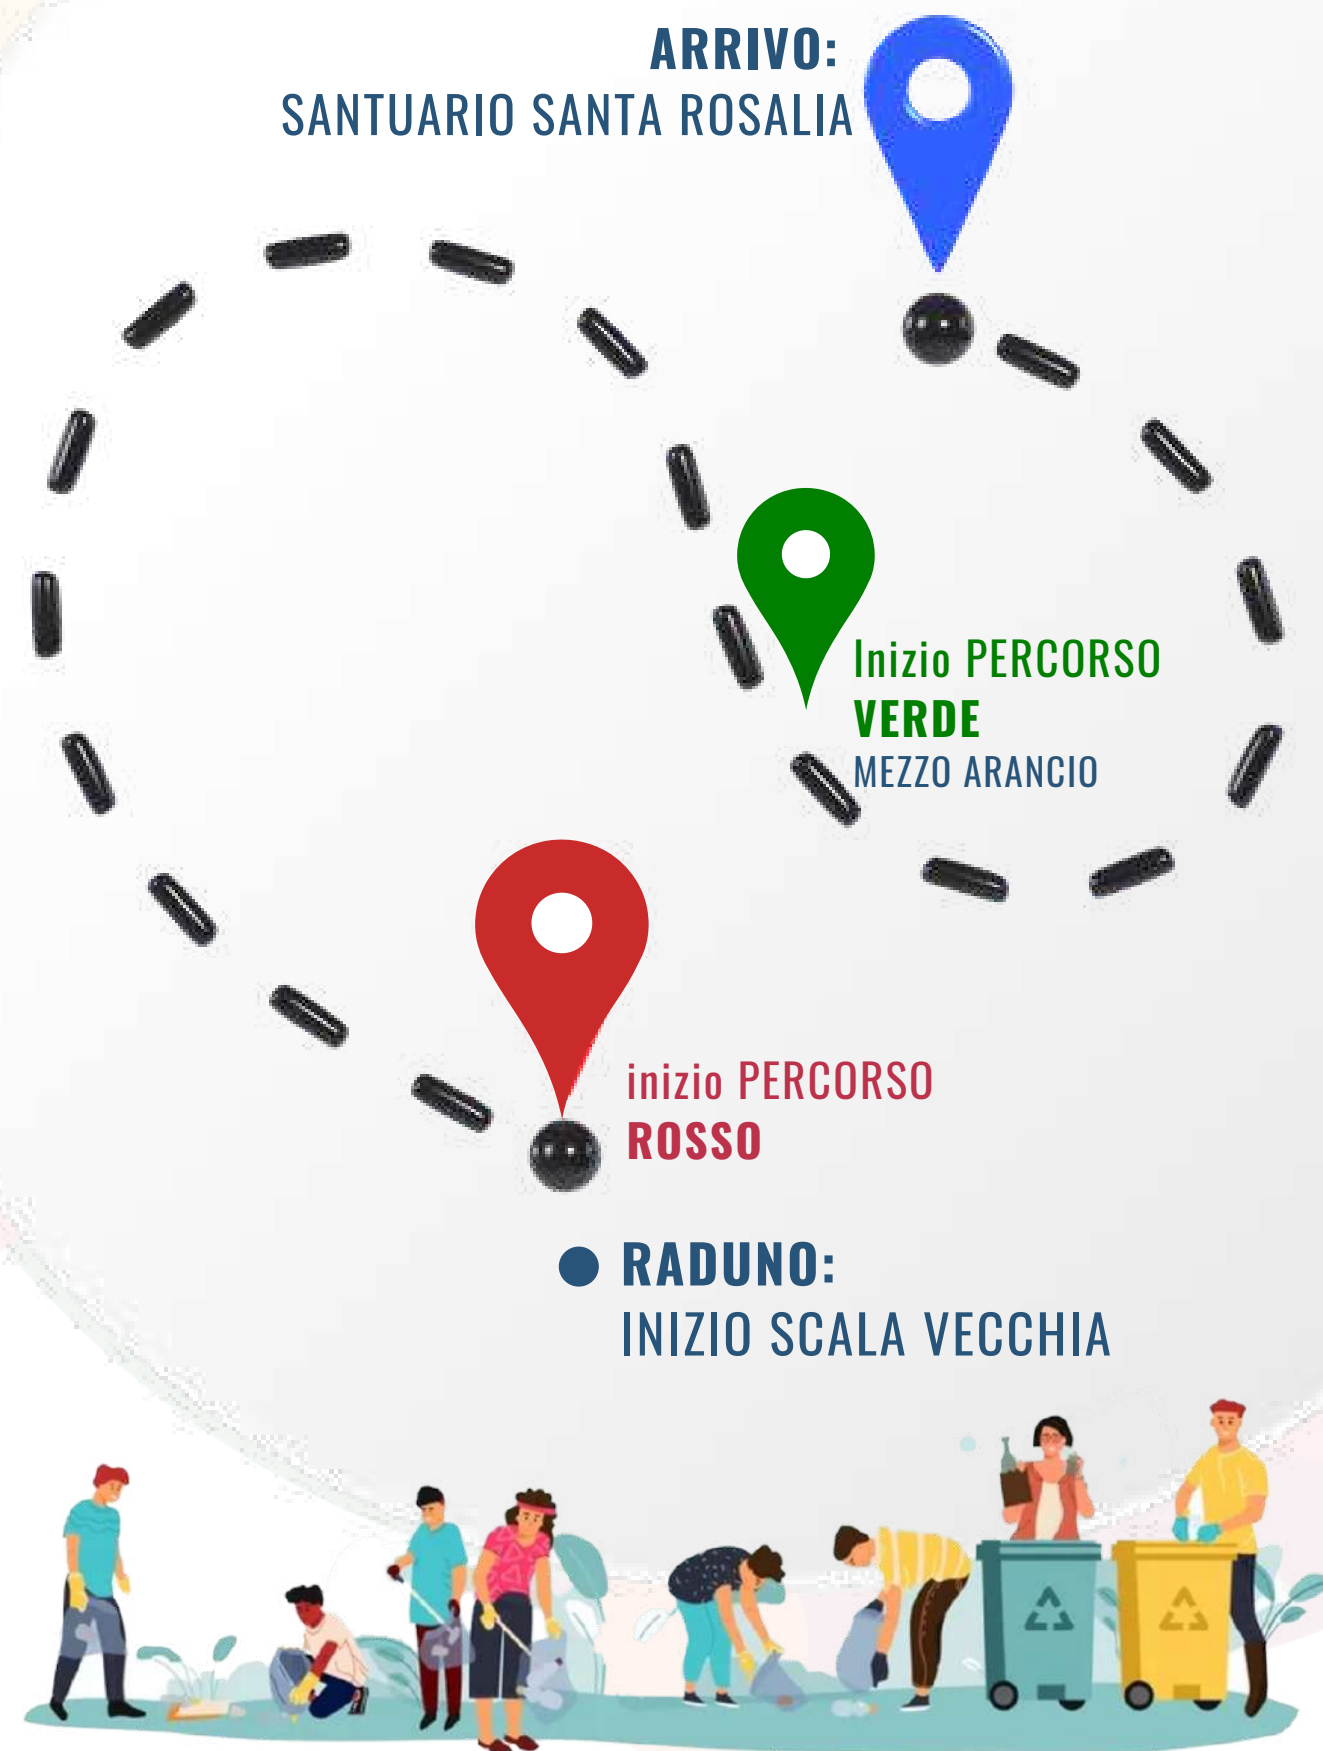 ARRIVO:
SANTUARIO SANTA ROSALIA
Inizio PERCORSO
VERDE
MEZZO ARANCIO
inizio PERCORSO
ROSSO
RADUNO:
INIZIO SCALA VECCHIA